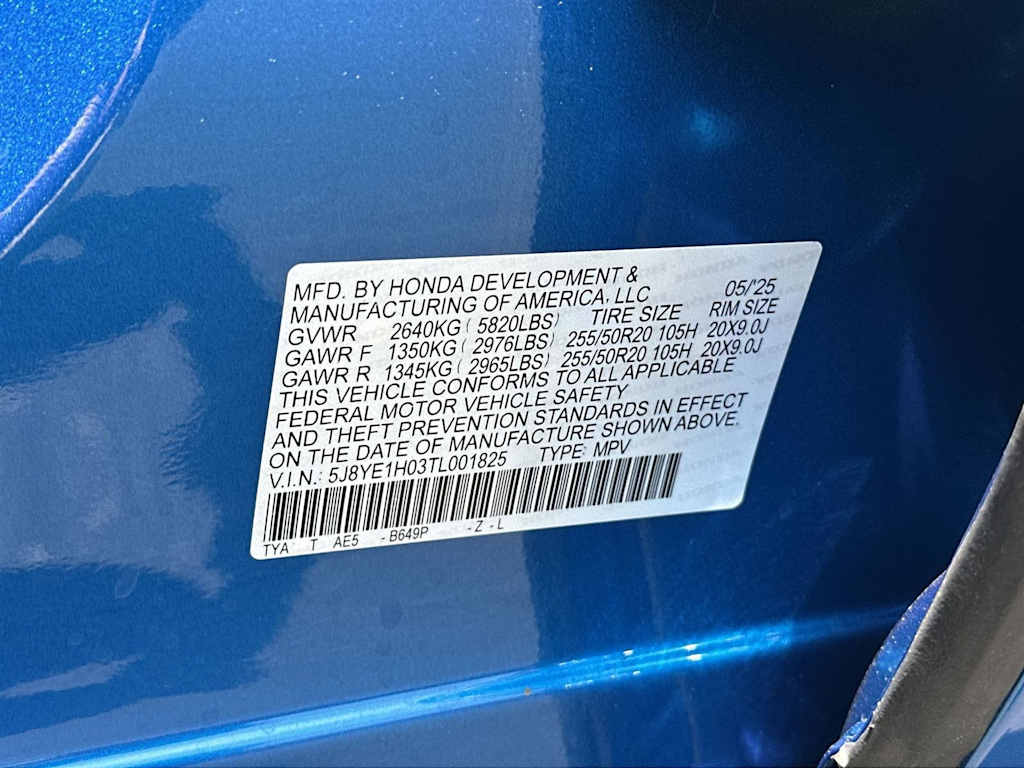 MFD. BY HONDA DEVELOPMENT &
MANUFACTURING OF AMERICA, LLC 05/'25
GVWR 2640KG ( 5820LBS) TIRE SIZE RIM SIZE
GAWR F 1350KG ( 2976LBS) 255/50R20 105H 20X9.0J
GAWR R 1345KG ( 2965LBS) 255/50R20 105H 20X9.0J
THIS VEHICLE CONFORMS TO ALL APPLICABLE
FEDERAL MOTOR VEHICLE SAFETY
AND THEFT PREVENTION STANDARDS IN EFFECT
ON THE DATE OF MANUFACTURE SHOWN ABOVE.
V.I.N.: 5J8YE1H03TL001825 TYPE: MPV
TYA T AE5 - B649P - Z - L